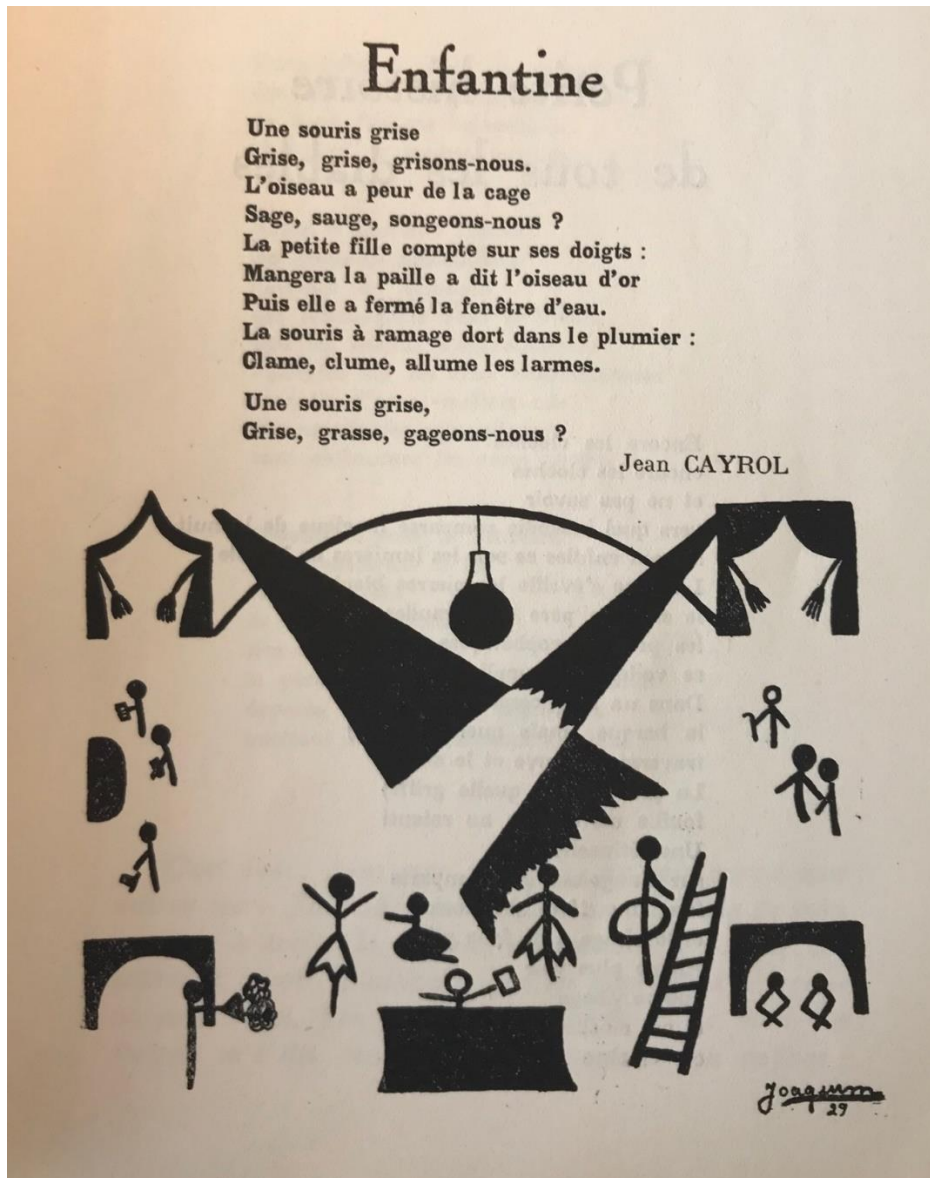 Enfantine
Une souris grise
Grise, grise, grisons-nous.
L'oiseau a peur de la cage
Sage, sauge, songeons-nous ?
La petite fille compte sur ses doigts :
Mangera la paille a dit l'oiseau d'or
Puis elle a fermé la fenêtre d'eau.
La souris à ramage dort dans le plumier :
Clame, clume, allume les larmes.
Une souris grise,
Grise, grasse, gageons-nous ?
Jean CAYROL
Joaquim
29